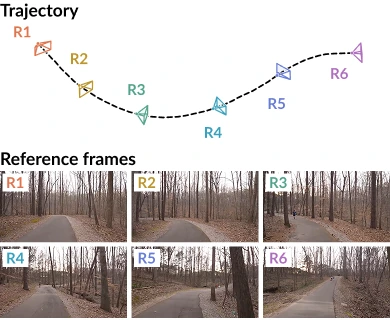 Trajectory
R1
R2
R3
R4
R5
R6
Reference frames
R1 R2 R3
R4 R5 R6